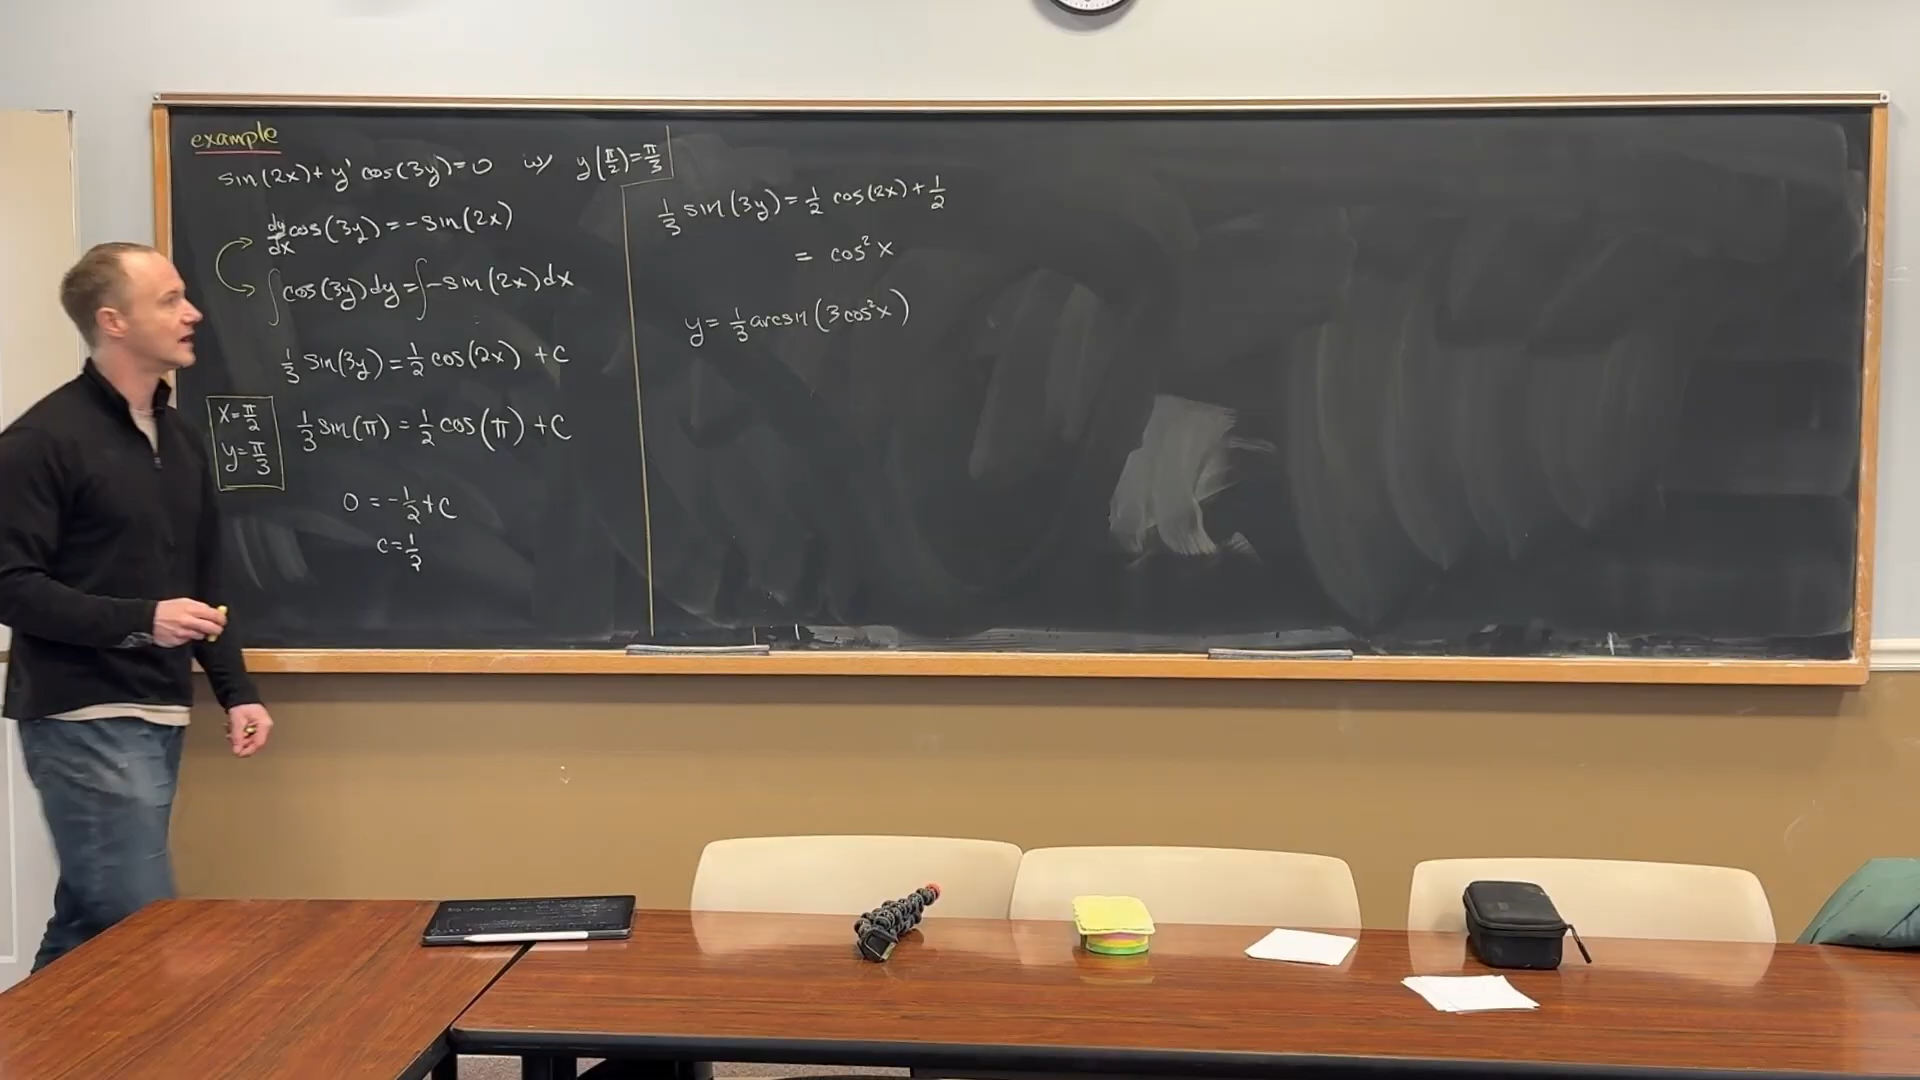 example
sin(2x) + y' cos(3y) = 0 w/ y(π/2) = π/3
dy/dx cos(3y) = -sin(2x)
∫ cos(3y) dy = ∫ -sin(2x) dx
1/3 sin(3y) = 1/2 cos(2x) + C
x = π/2
y = π/3
1/3 sin(π) = 1/2 cos(π) + C
0 = -1/2 + C
C = 1/2
1/3 sin(3y) = 1/2 cos(2x) + 1/2
= cos² x
y = 1/3 arcsin(3cos²x)